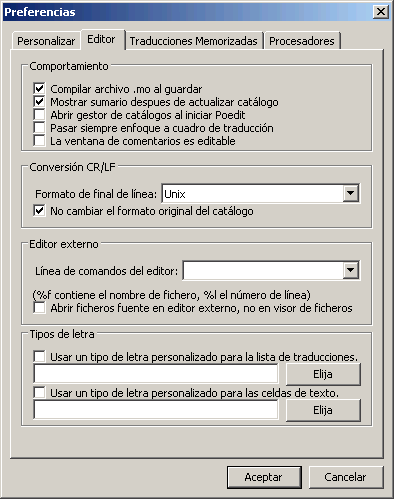 Preferencias
Personalizar Editor Traducciones Memorizadas Procesadores
Comportamiento
Compilar archivo .mo al guardar
Mostrar sumario despues de actualizar catálogo
Abrir gestor de catálogos al iniciar Poedit
Pasar siempre enfoque a cuadro de traducción
La ventana de comentarios es editable
Conversión CR/LF
Formato de final de línea: Unix
No cambiar el formato original del catálogo
Editor externo
Línea de comandos del editor:
(%f contiene el nombre de fichero, %l el número de línea)
Abrir ficheros fuente en editor externo, no en visor de ficheros
Tipos de letra
Usar un tipo de letra personalizado para la lista de traducciones.
Elija
Usar un tipo de letra personalizado para las celdas de texto.
Elija
Aceptar Cancelar